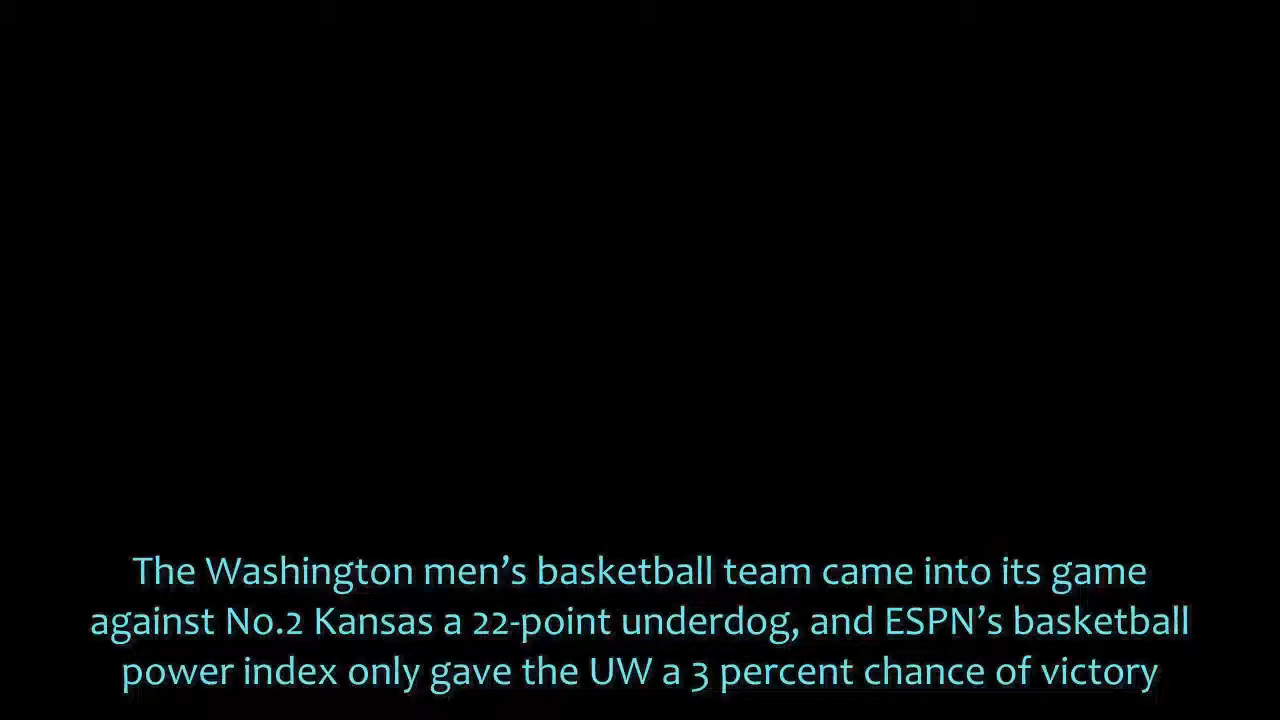 The Washington men’s basketball team came into its game
against No.2 Kansas a 22-point underdog, and ESPN’s basketball
power index only gave the UW a 3 percent chance of victory